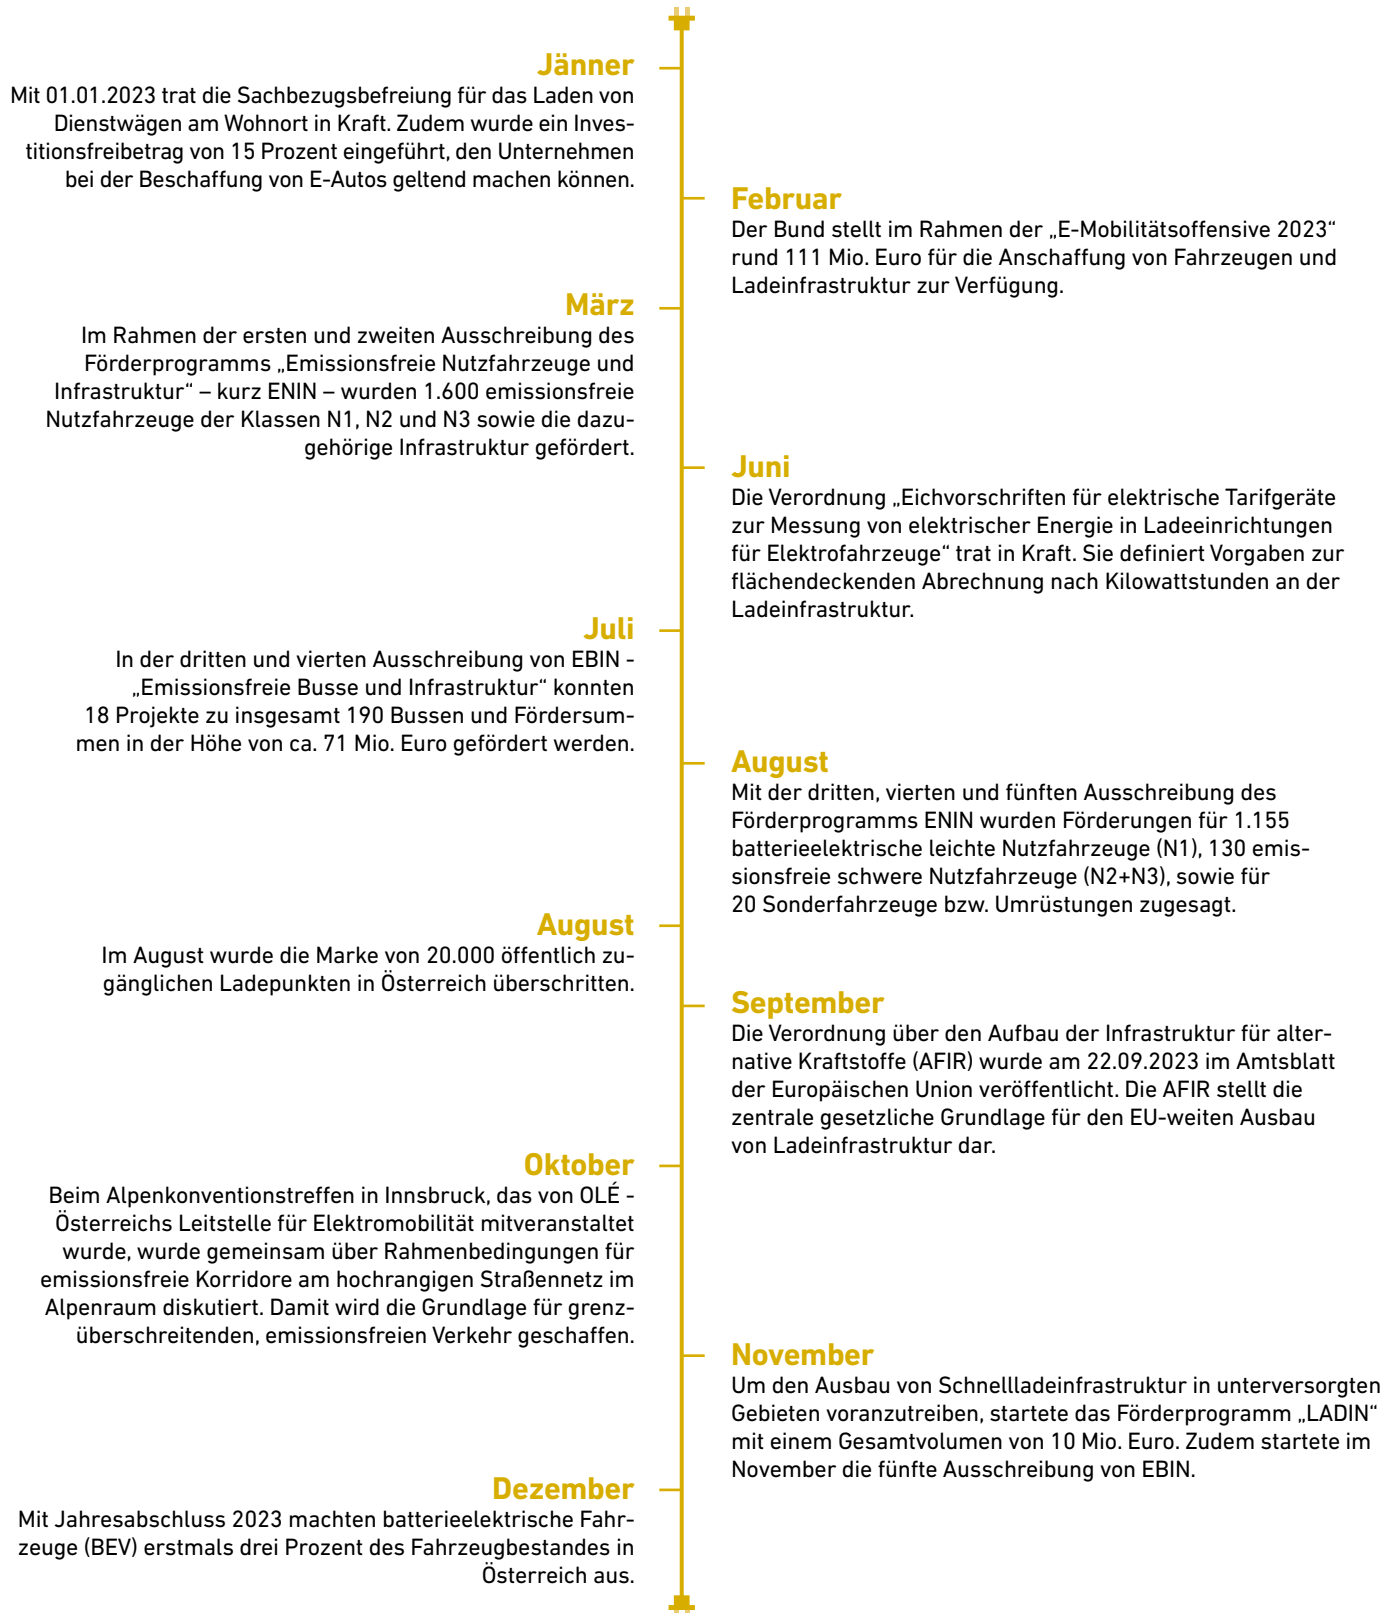 Jänner
Mit 01.01.2023 trat die Sachbezugsbefreiung für das Laden von
Dienstwägen am Wohnort in Kraft. Zudem wurde ein Inves-
titionsfreibetrag von 15 Prozent eingeführt, den Unternehmen
bei der Beschaffung von E-Autos geltend machen können.
Februar
Der Bund stellt im Rahmen der „E-Mobilitätsoffensive 2023“
rund 111 Mio. Euro für die Anschaffung von Fahrzeugen und
Ladeinfrastruktur zur Verfügung.
März
Im Rahmen der ersten und zweiten Ausschreibung des
Förderprogramms „Emissionsfreie Nutzfahrzeuge und
Infrastruktur“ – kurz ENIN – wurden 1.600 emissionsfreie
Nutzfahrzeuge der Klassen N1, N2 und N3 sowie die dazu-
gehörige Infrastruktur gefördert.
Juni
Die Verordnung „Eichvorschriften für elektrische Tarifgeräte
zur Messung von elektrischer Energie in Ladeeinrichtungen
für Elektrofahrzeuge“ trat in Kraft. Sie definiert Vorgaben zur
flächendeckenden Abrechnung nach Kilowattstunden an der
Ladeinfrastruktur.
Juli
In der dritten und vierten Ausschreibung von EBIN -
„Emissionsfreie Busse und Infrastruktur“ konnten
18 Projekte zu insgesamt 190 Bussen und Fördersum-
men in der Höhe von ca. 71 Mio. Euro gefördert werden.
August
Mit der dritten, vierten und fünften Ausschreibung des
Förderprogramms ENIN wurden Förderungen für 1.155
batterieelektrische leichte Nutzfahrzeuge (N1), 130 emis-
sionsfreie schwere Nutzfahrzeuge (N2+N3), sowie für
20 Sonderfahrzeuge bzw. Umrüstungen zugesagt.
August
Im August wurde die Marke von 20.000 öffentlich zu-
gänglichen Ladepunkten in Österreich überschritten.
September
Die Verordnung über den Aufbau der Infrastruktur für alter-
native Kraftstoffe (AFIR) wurde am 22.09.2023 im Amtsblatt
der Europäischen Union veröffentlicht. Die AFIR stellt die
zentrale gesetzliche Grundlage für den EU-weiten Ausbau
von Ladeinfrastruktur dar.
Oktober
Beim Alpenkonventionstreffen in Innsbruck, das von OLÉ -
Österreichs Leitstelle für Elektromobilität mitveranstaltet
wurde, wurde gemeinsam über Rahmenbedingungen für
emissionsfreie Korridore am hochrangigen Straßennetz im
Alpenraum diskutiert. Damit wird die Grundlage für grenz-
überschreitenden, emissionsfreien Verkehr geschaffen.
November
Um den Ausbau von Schnellladeinfrastruktur in unterversorgten
Gebieten voranzutreiben, startete das Förderprogramm „LADIN“
mit einem Gesamtvolumen von 10 Mio. Euro. Zudem startete im
November die fünfte Ausschreibung von EBIN.
Dezember
Mit Jahresabschluss 2023 machten batterieelektrische Fahr-
zeuge (BEV) erstmals drei Prozent des Fahrzeugbestandes in
Österreich aus.